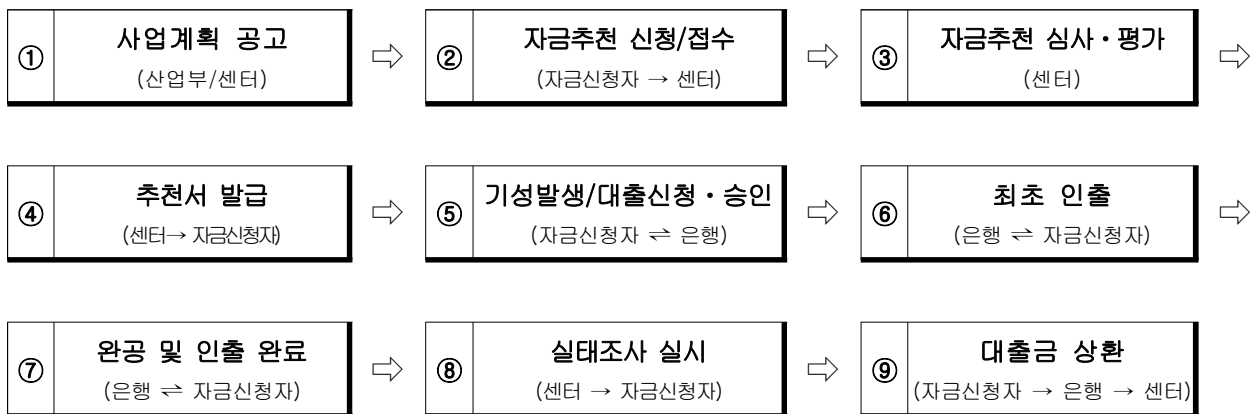 ① 사업계획 공고
(산업부/센터)
⇨
② 자금추천 신청/접수
(자금신청자 → 센터)
⇨
③ 자금추천 심사・평가
(센터)
⇨
④ 추천서 발급
(센터→ 자금신청자)
⇨
⑤ 기성발생/대출신청・승인
(자금신청자 ⇌ 은행)
⇨
⑥ 최초 인출
(은행 ⇌ 자금신청자)
⇨
⑦ 완공 및 인출 완료
(은행 ⇌ 자금신청자)
⇨
⑧ 실태조사 실시
(센터 → 자금신청자)
⇨
⑨ 대출금 상환
(자금신청자 → 은행 → 센터)